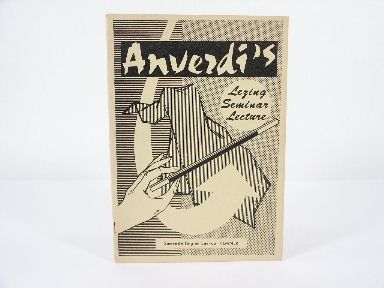 Anverdi's
Lezing
Seminar
Lecture